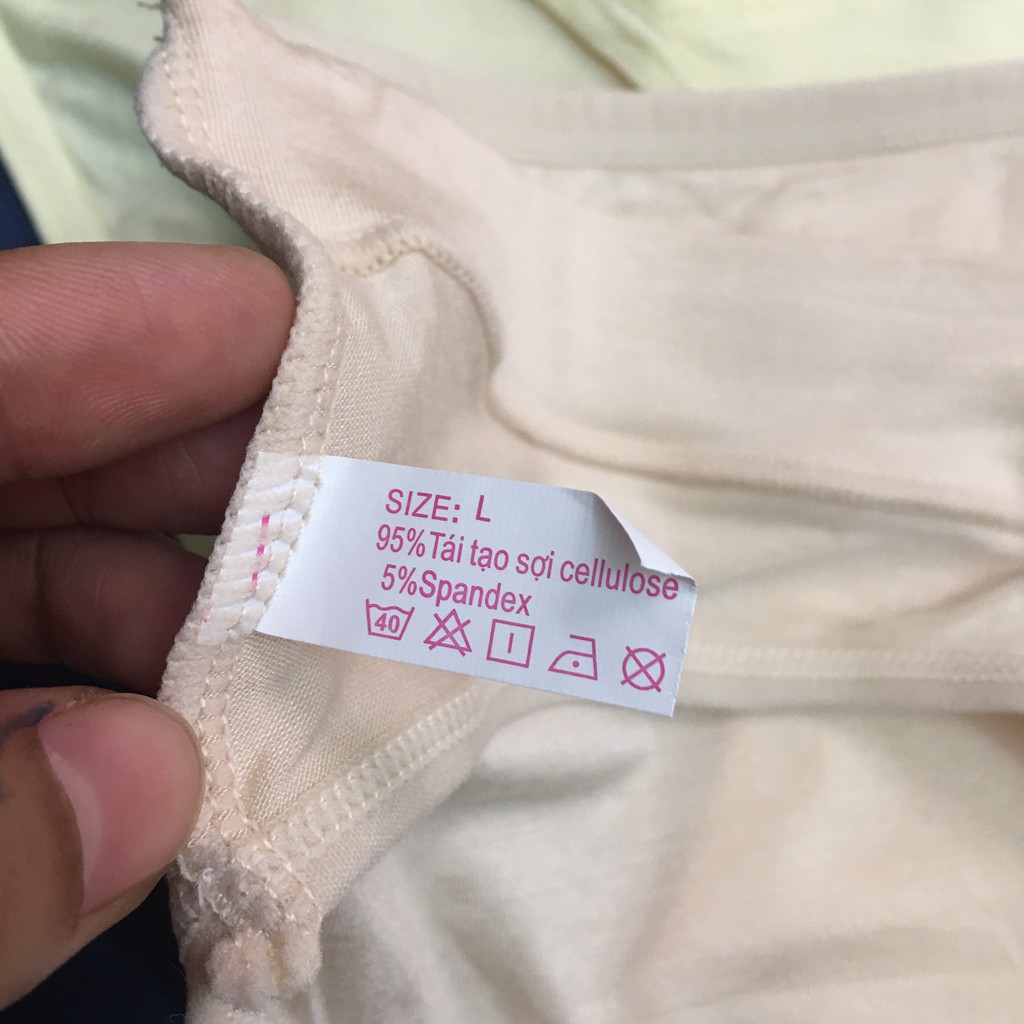 SIZE: L
95%Tái tạo sợi cellulose
5%Spandex
40